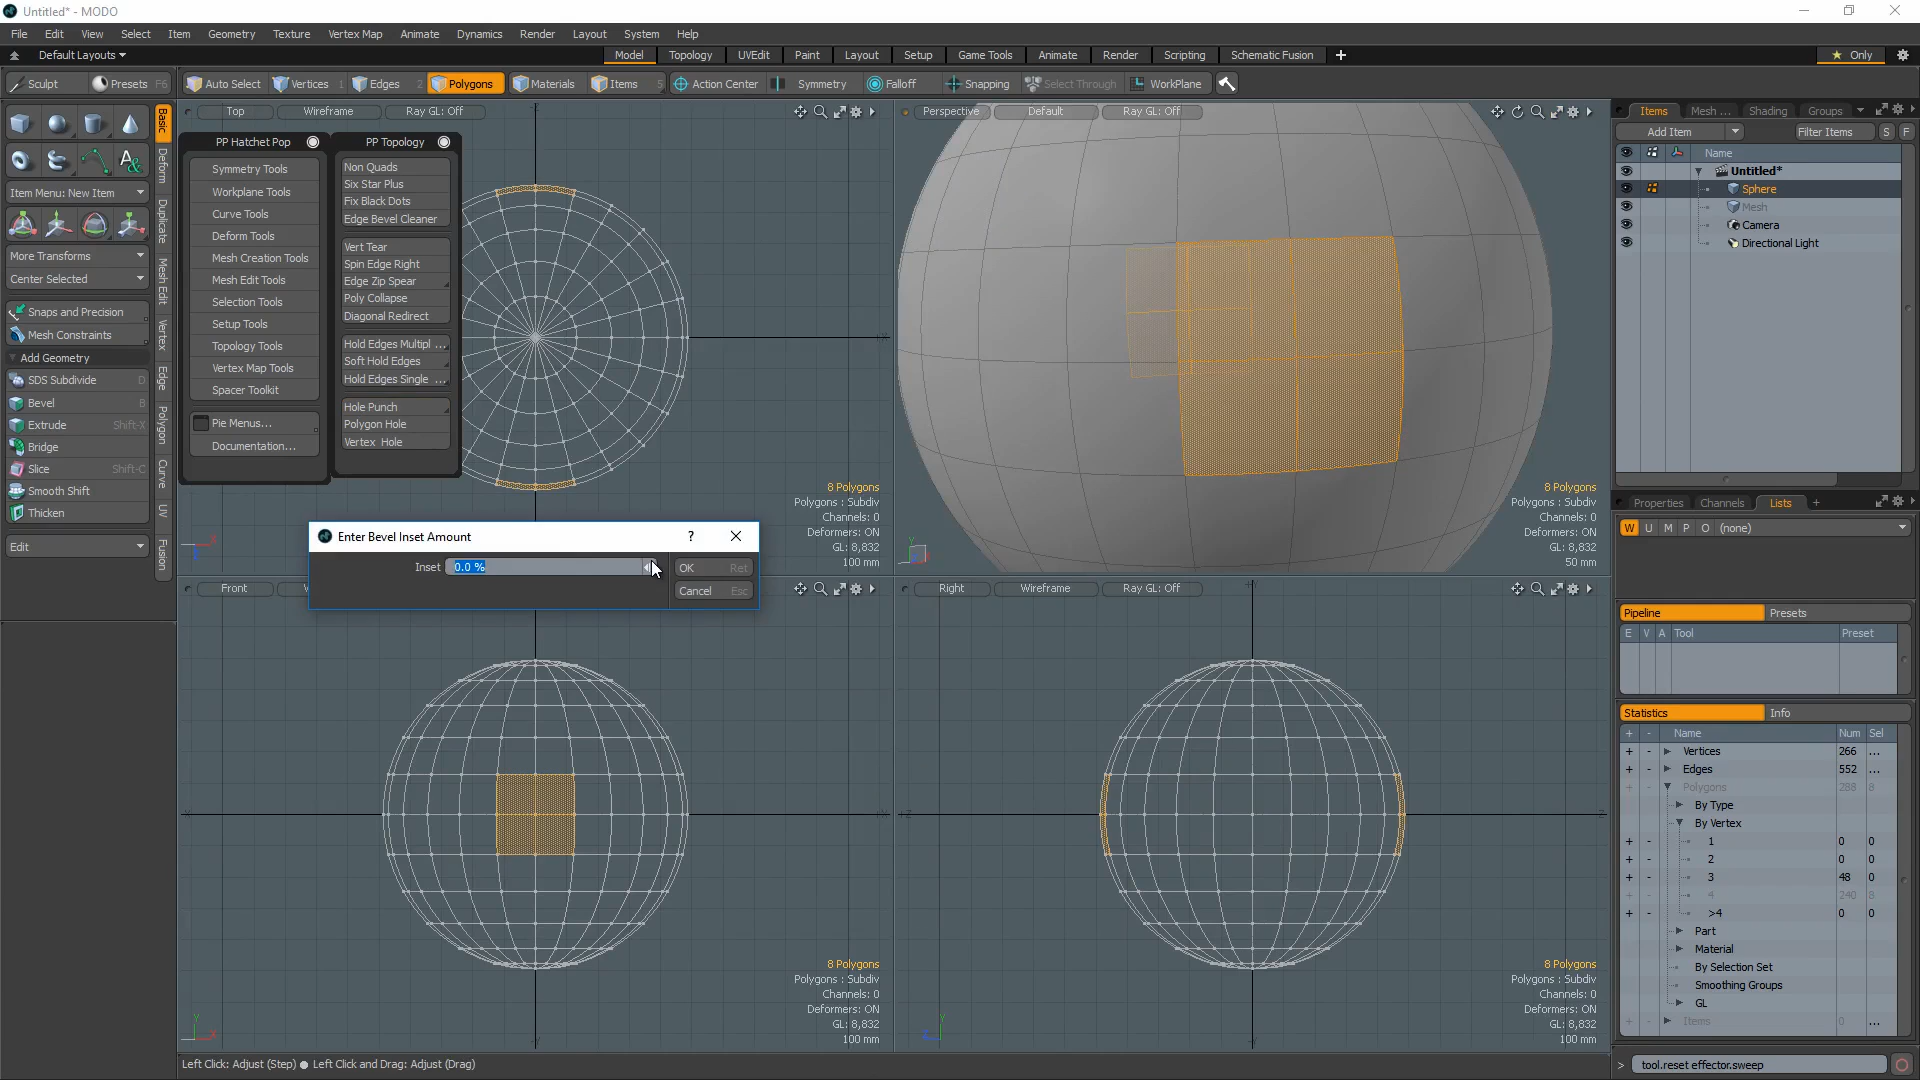 Untitled* - MODO
File Edit View Select Item Geometry Texture Vertex Map Animate Dynamics Render Layout System Help
Default Layouts Model Topology UVEdit Paint Layout Setup Game Tools Animate Render Scripting Schematic Fusion Only
Sculpt Presets F6 Auto Select Vertices 1 Edges 2 Polygons Materials Items 5 Action Center Symmetry Falloff Snapping Select Through WorkPlane
Top Wireframe Ray GL: Off
Perspective Default Ray GL: Off
Items Mesh ... Shading Groups
Add Item Filter Items S F
Name
Untitled*
Sphere
Mesh
Camera
Directional Light
Basic
Deform
Duplicate
Mesh Edit
Vertex
Edge
Polygon
Curve
UV
Fusion
Item Menu: New Item
More Transforms
Center Selected
Snaps and Precision
Mesh Constraints
Add Geometry
SDS Subdivide D
Bevel B
Extrude Shift-X
Bridge
Slice Shift-C
Smooth Shift
Thicken
Edit
PP Hatchet Pop
Symmetry Tools
Workplane Tools
Curve Tools
Deform Tools
Mesh Creation Tools
Mesh Edit Tools
Selection Tools
Setup Tools
Topology Tools
Vertex Map Tools
Spacer Toolkit
Pie Menus...
Documentation...
PP Topology
Non Quads
Six Star Plus
Fix Black Dots
Edge Bevel Cleaner
Vert Tear
Spin Edge Right
Edge Zip Spear
Poly Collapse
Diagonal Redirect
Hold Edges Multipl ...
Soft Hold Edges
Hold Edges Single ...
Hole Punch
Polygon Hole
Vertex Hole
8 Polygons
Polygons : Subdiv
Channels: 0
Deformers: ON
GL: 8,832
100 mm
8 Polygons
Polygons : Subdiv
Channels: 0
Deformers: ON
GL: 8,832
50 mm
Enter Bevel Inset Amount ?
Inset 0.0 % OK Ret
Cancel Esc
Front
Right Wireframe Ray GL: Off
8 Polygons
Polygons : Subdiv
Channels: 0
Deformers: ON
GL: 8,832
100 mm
8 Polygons
Polygons : Subdiv
Channels: 0
Deformers: ON
GL: 8,832
100 mm
Properties Channels Lists +
W U M P O (none)
Pipeline Presets
E V A Tool Preset
Statistics Info
+ - Name Num Sel
+ - Vertices 266 ...
+ - Edges 552 ...
+ - Polygons 288 8
By Type
By Vertex
+ - 1 0 0
+ - 2 0 0
+ - 3 48 0
+ - 4 240 8
+ - >4 0 0
Part
Material
By Selection Set
Smoothing Groups
GL
+ - Items 0 ...
Left Click: Adjust (Step) ● Left Click and Drag: Adjust (Drag)
> tool.reset effector.sweep